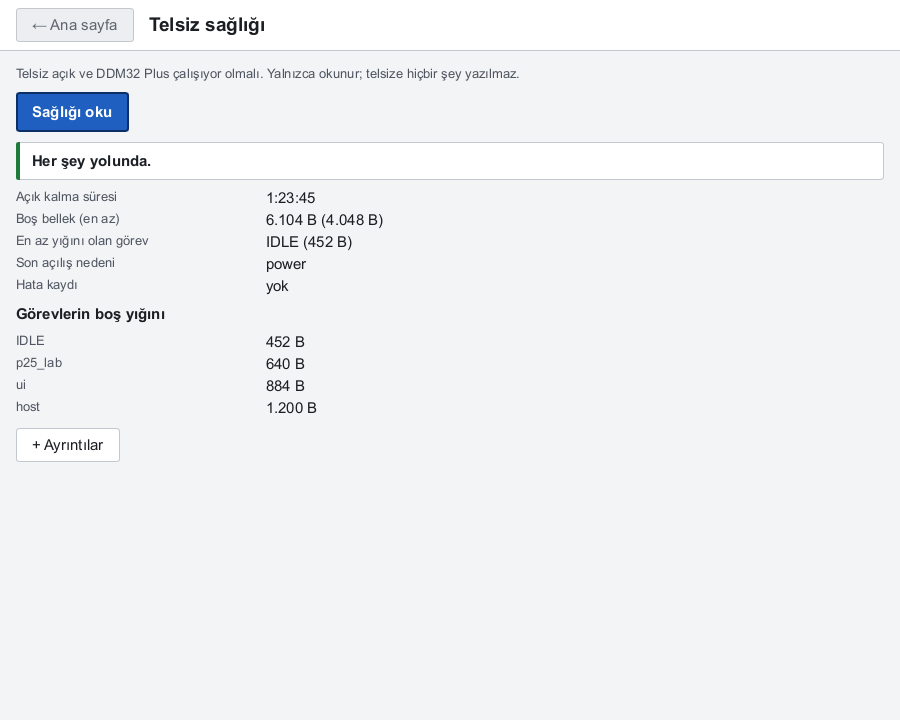 ← Ana sayfa Telsiz sağlığı
Telsiz açık ve DDM32 Plus çalışıyor olmalı. Yalnızca okunur; telsize hiçbir şey yazılmaz.
Sağlığı oku
Her şey yolunda.
Açık kalma süresi 1:23:45
Boş bellek (en az) 6.104 B (4.048 B)
En az yığını olan görev IDLE (452 B)
Son açılış nedeni power
Hata kaydı yok
Görevlerin boş yığını
IDLE 452 B
p25_lab 640 B
ui 884 B
host 1.200 B
+ Ayrıntılar